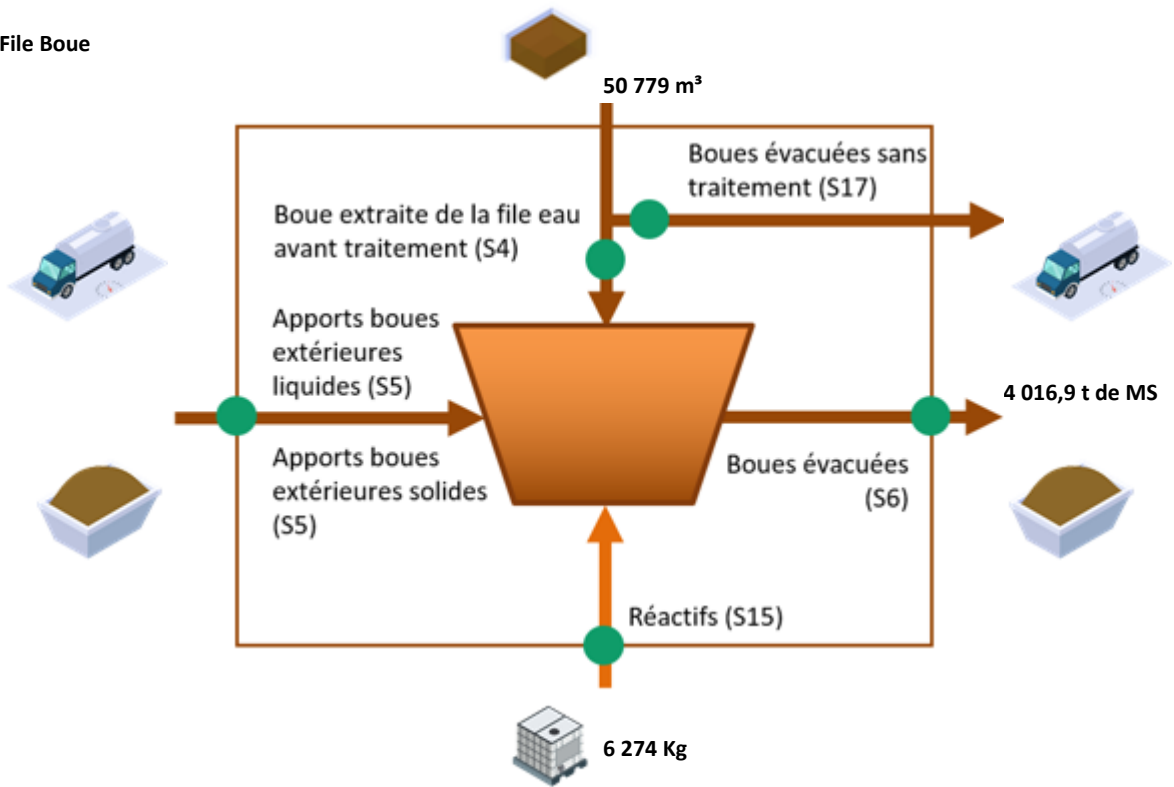 File Boue
50 779 m³
Boues évacuées sans
traitement (S17)
Boue extraite de la file eau
avant traitement (S4)
Apports boues
extérieures
liquides (S5)
4 016,9 t de MS
Apports boues
extérieures solides
(S5)
Boues évacuées
(S6)
Réactifs (S15)
6 274 Kg